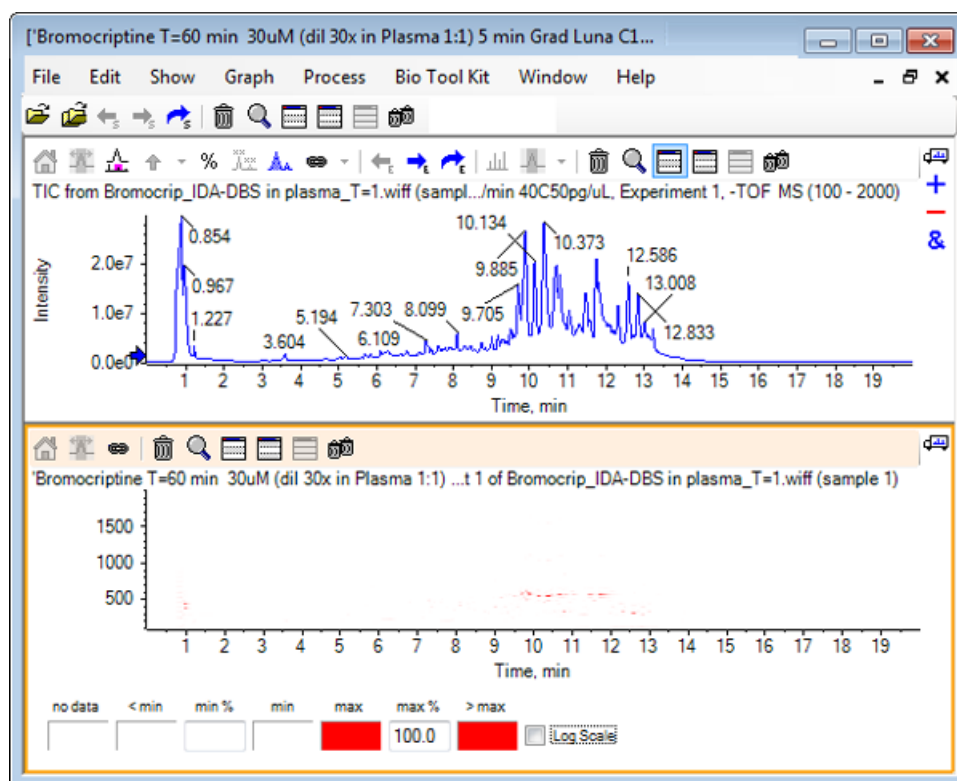 ['Bromocriptine T=60 min 30uM (dil 30x in Plasma 1:1) 5 min Grad Luna C1...
File Edit Show Graph Process Bio Tool Kit Window Help
%
TIC from Bromocrip_IDA-DBS in plasma_T=1.wiff (sampl.../min 40C50pg/uL, Experiment 1, -TOF MS (100 - 2000)
Intensity
2.0e7
1.0e7
0.0e0
0.854
0.967
1.227
3.604
5.194
6.109
7.303
8.099
9.705
9.885
10.134
10.373
12.586
13.008
12.833
1 2 3 4 5 6 7 8 9 10 11 12 13 14 15 16 17 18 19
Time, min
'Bromocriptine T=60 min 30uM (dil 30x in Plasma 1:1) ...t 1 of Bromocrip_IDA-DBS in plasma_T=1.wiff (sample 1)
1500
1000
500
1 2 3 4 5 6 7 8 9 10 11 12 13 14 15 16 17 18 19
Time, min
no data < min min % min max max % > max
100.0 Log Scale